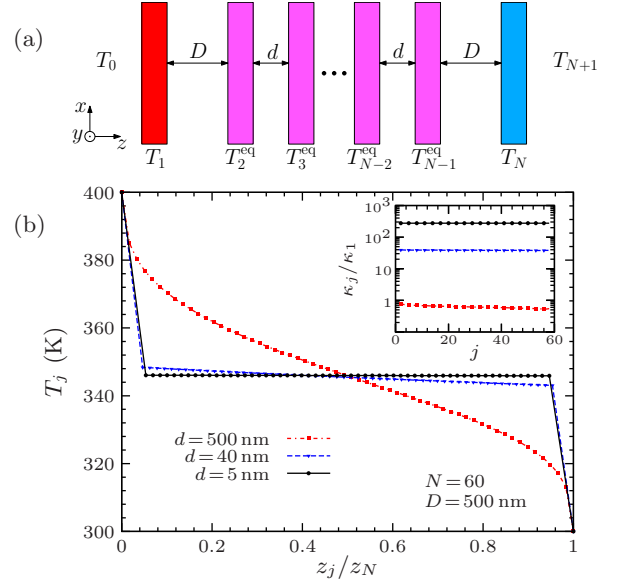 (a)
T_0 D d d D T_{N+1}
x
y z
T_1 T_2^{eq} T_3^{eq} T_{N-2}^{eq} T_{N-1}^{eq} T_N
(b)
400
380
360
340
320
300
T_j (K)
0 0.2 0.4 0.6 0.8 1
z_j/z_N
d = 500 nm
d = 40 nm
d = 5 nm
N = 60
D = 500 nm
10^3
10^2
10
1
κ_j/κ_1
0 20 40 60
j